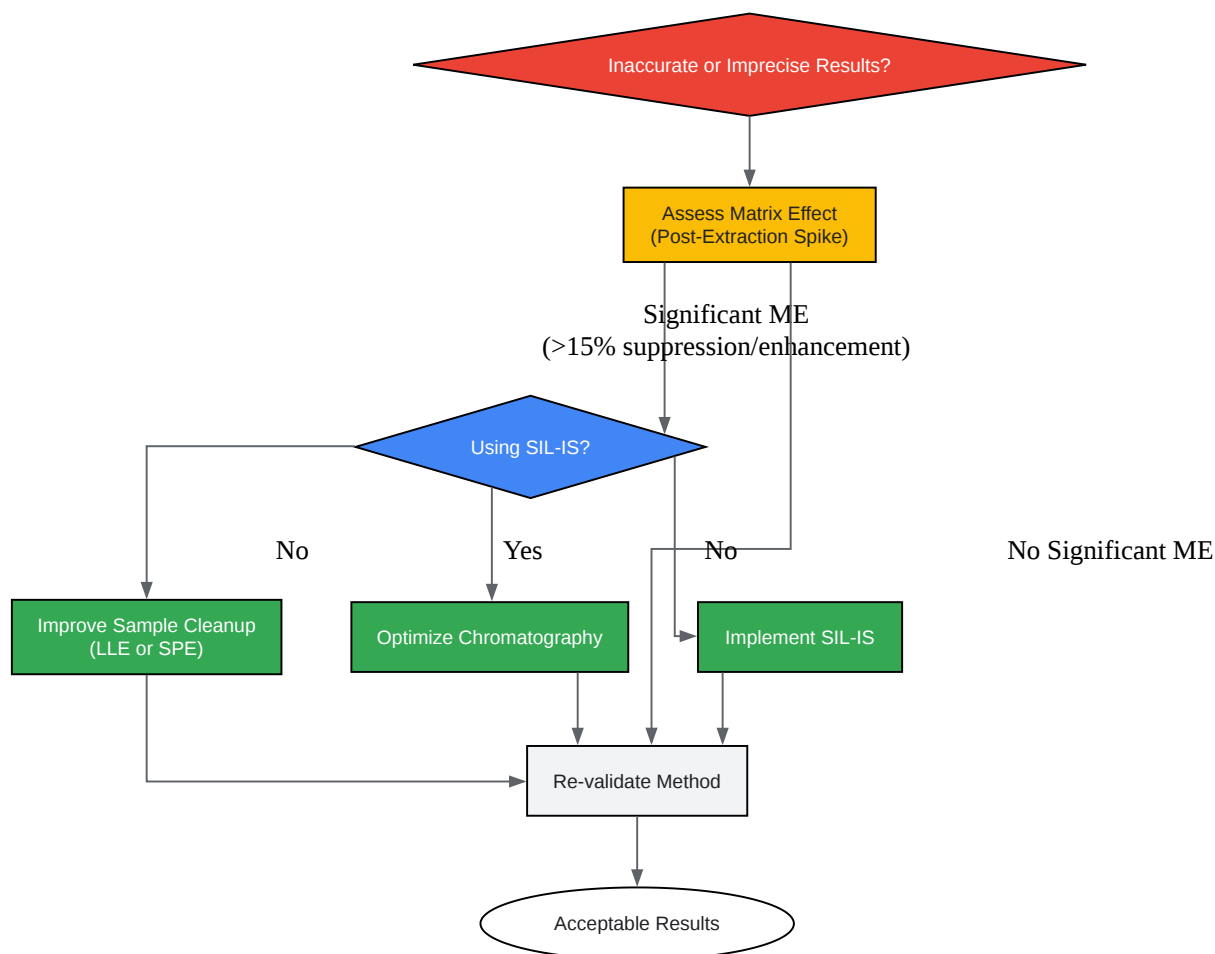 Inaccurate or Imprecise Results?
Assess Matrix Effect
(Post-Extraction Spike)
Significant ME
(>15% suppression/enhancement)
Using SIL-IS?
No
Yes
No
No Significant ME
Improve Sample Cleanup
(LLE or SPE)
Optimize Chromatography
Implement SIL-IS
Re-validate Method
Acceptable Results